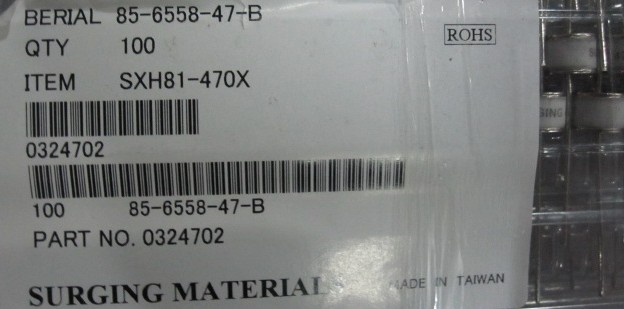 BERIAL 85-6558-47-B
QTY 100
ROHS
ITEM SXH81-470X
0324702
100 85-6558-47-B
PART NO. 0324702
SURGING MATERIAL
MADE IN TAIWAN